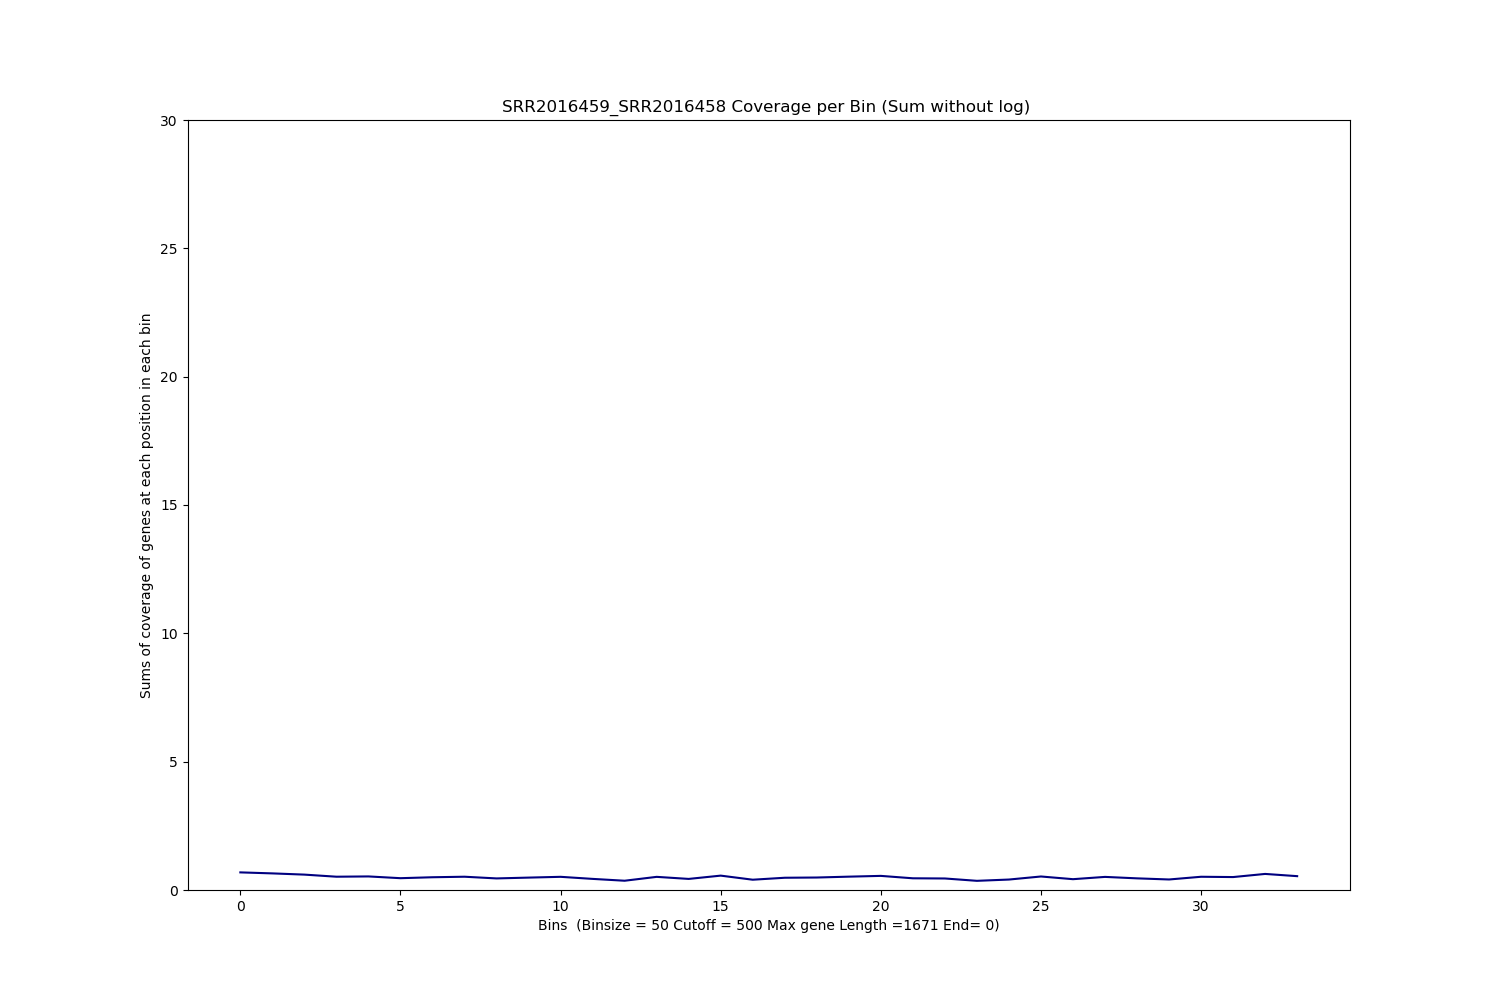 SRR2016459_SRR2016458 Coverage per Bin (Sum without log)
30
25
20
15
10
5
0
Sums of coverage of genes at each position in each bin
0 5 10 15 20 25 30
Bins  (Binsize = 50 Cutoff = 500 Max gene Length =1671 End= 0)